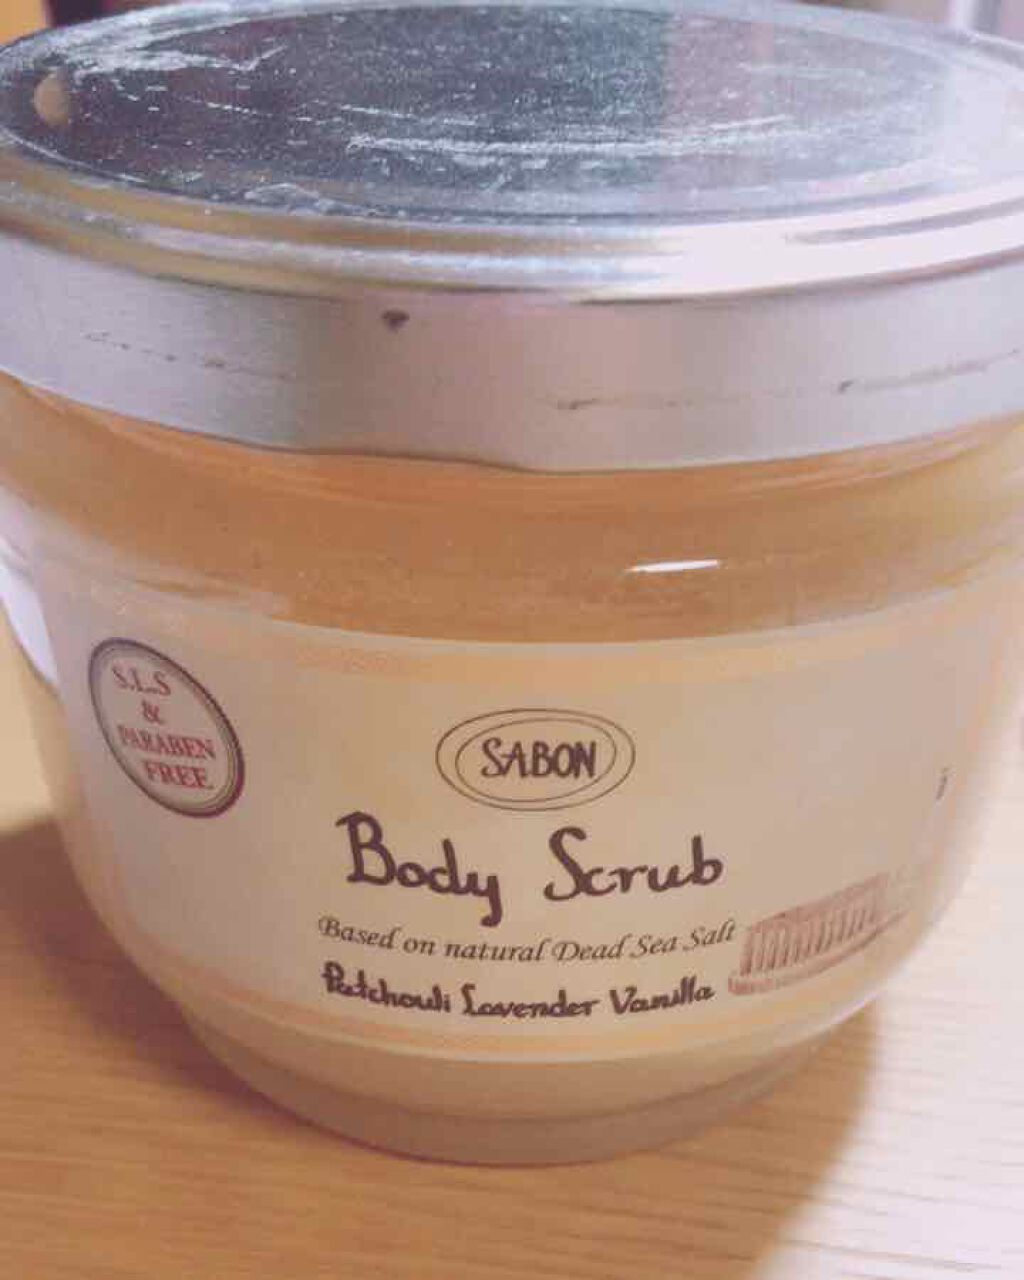 S.L.S
&
PARABEN
FREE
SABON
Body Scrub
Based on natural Dead Sea Salt
Patchouli Lavender Vanilla